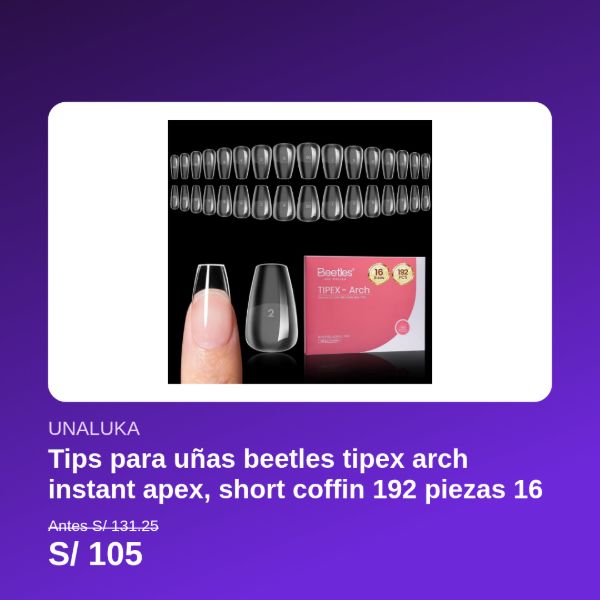 Beetles
16
192
PCS
TIPEX - Arch
2
UNALUKA
Tips para uñas beetles tipex arch
instant apex, short coffin 192 piezas 16
Antes S/ 131.25
S/ 105